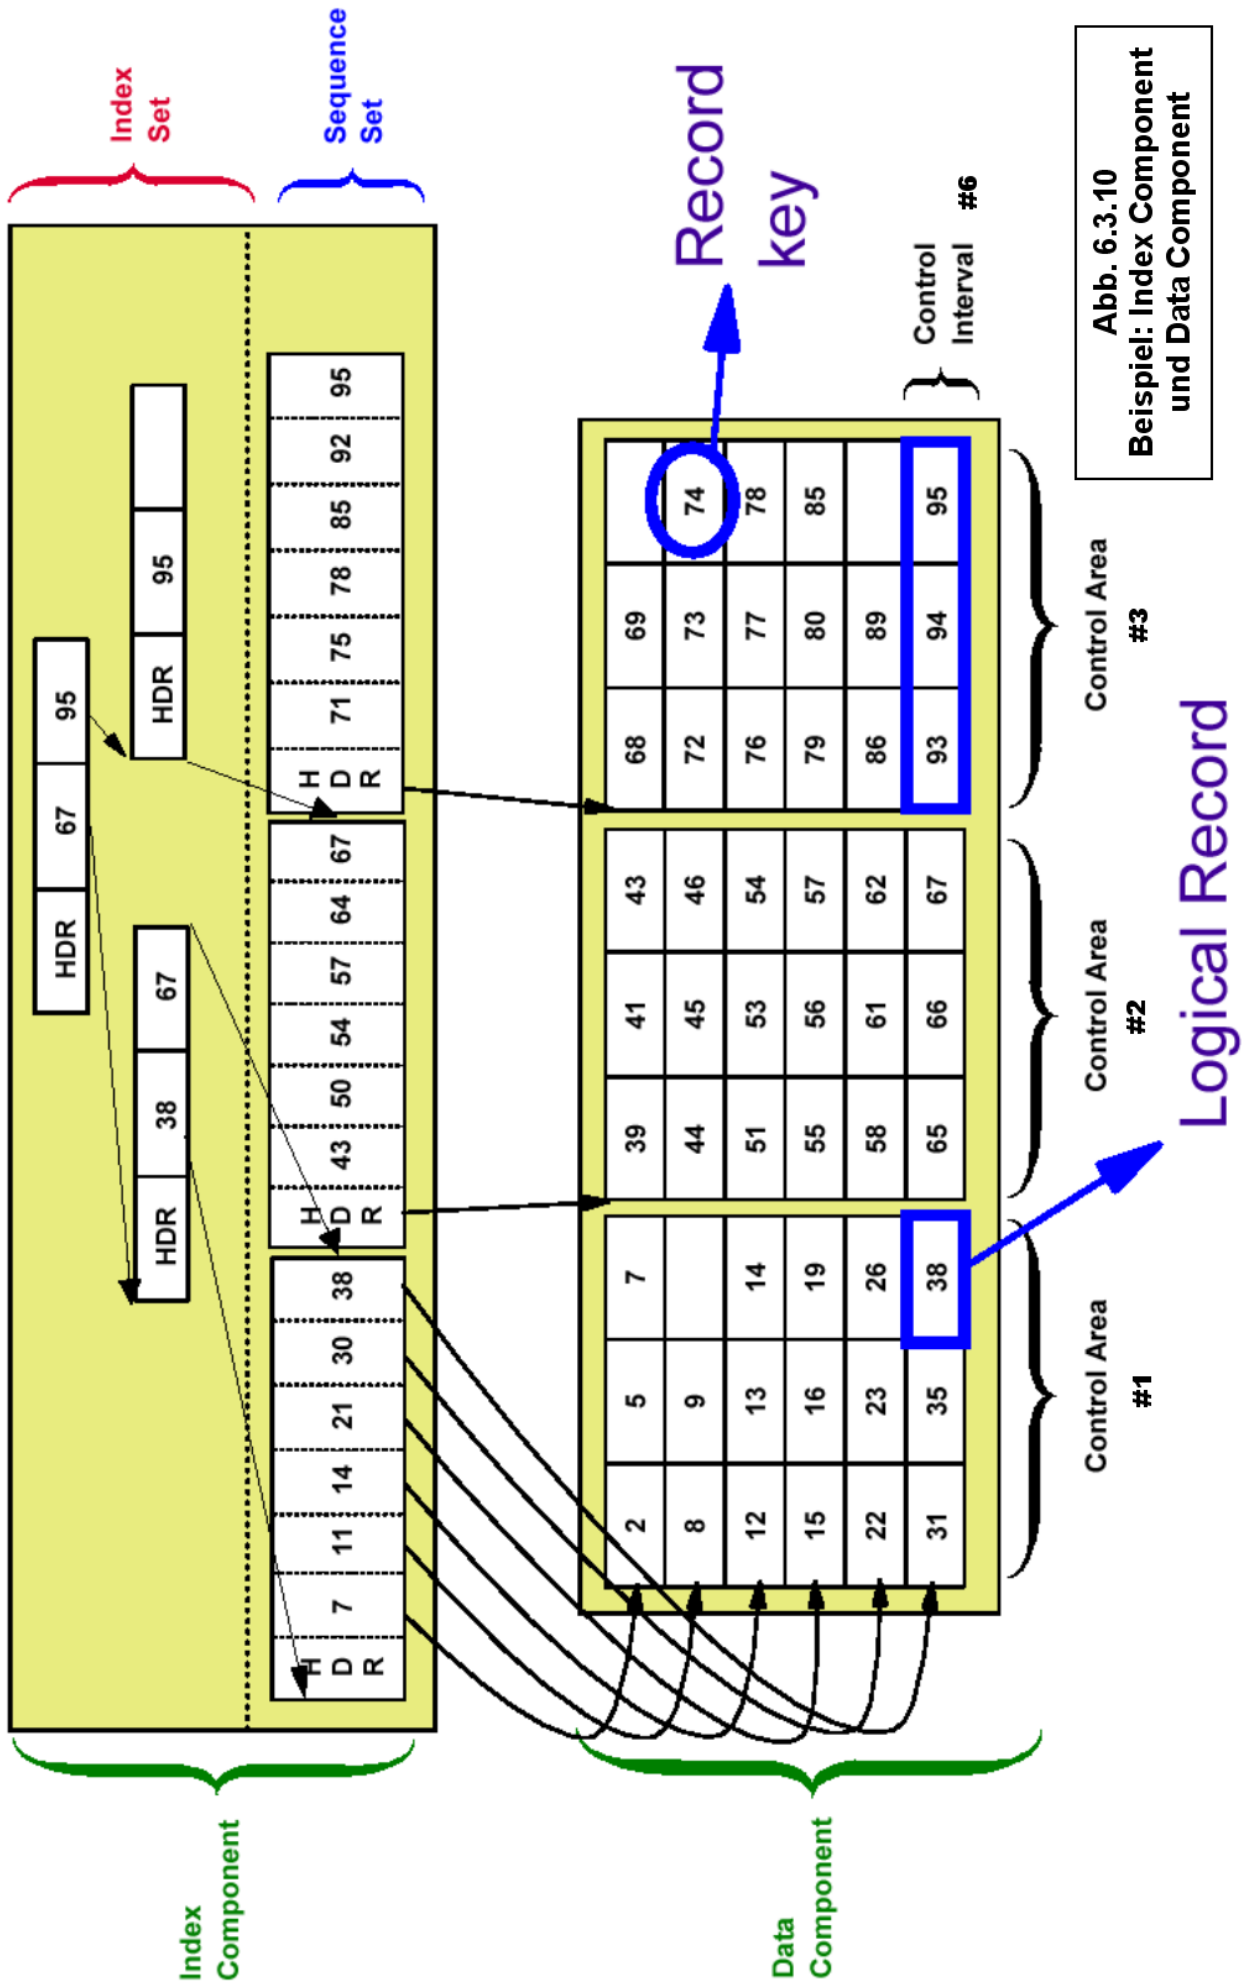 Index
Component
Index
Set
Sequence
Set
HDR 67 95
HDR 38 67
HDR 95
HDR 7 11 14 21 30 38
HDR 43 50 54 57 64 67
HDR 71 75 78 85 92 95
Data
Component
2 5 7 39 41 43 68 69
8 9 44 45 46 72 73 74
12 13 14 51 53 54 76 77 78
15 16 19 55 56 57 79 80 85
22 23 26 58 61 62 86 89
31 35 38 65 66 67 93 94 95
Record
key
Control
Interval
#6
Control Area
#1
Control Area
#2
Control Area
#3
Logical Record
Abb. 6.3.10
Beispiel: Index Component
und Data Component